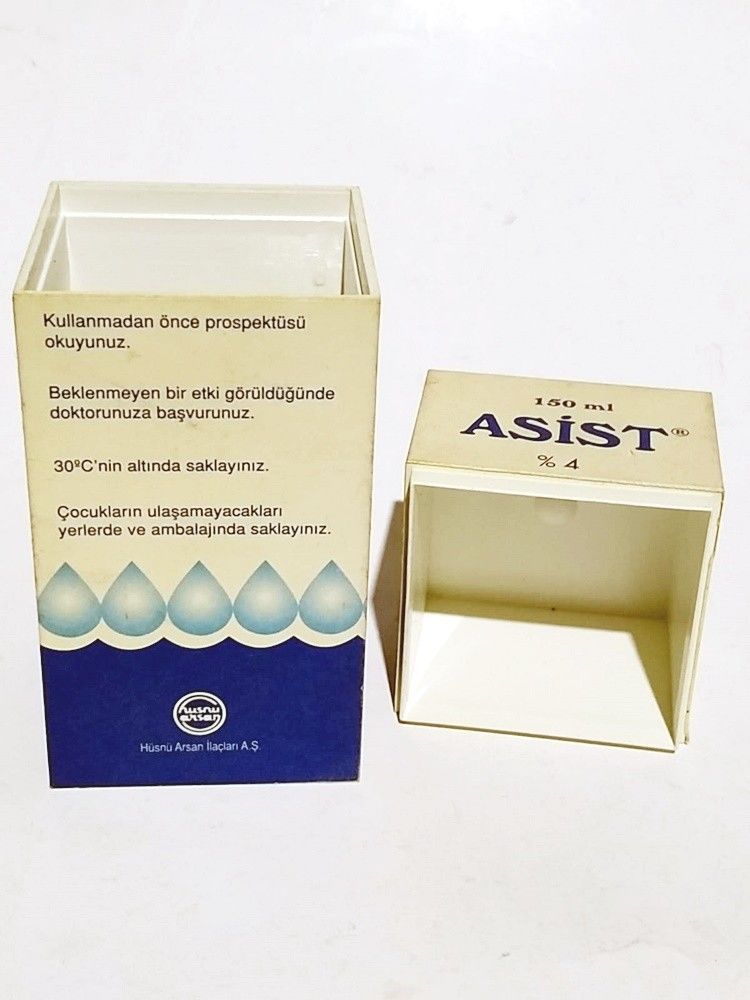 Kullanmadan önce prospektüsü
okuyunuz.
Beklenmeyen bir etki görüldüğünde
doktorunuza başvurunuz.
30ºC'nin altında saklayınız.
Çocukların ulaşamayacakları
yerlerde ve ambalajında saklayınız.
hüsnü
arsan
Hüsnü Arsan İlaçları A.Ş.
150 ml
ASİST®
% 4